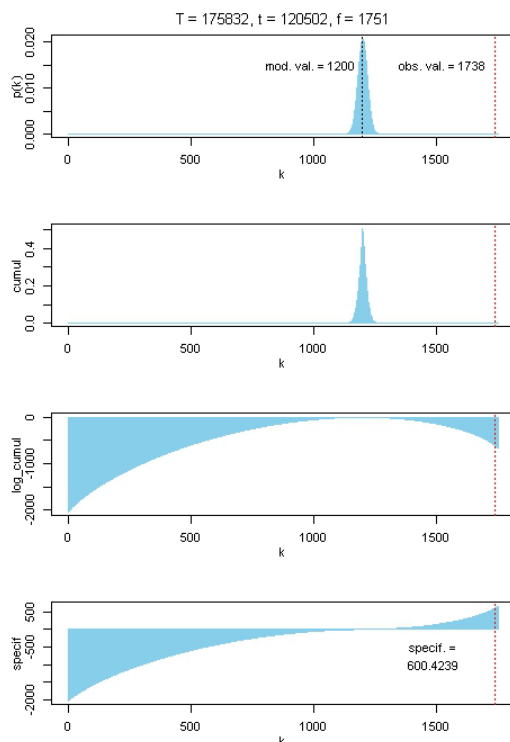 T = 175832, t = 120502, f = 1751
0.020
mod. val. = 1200
obs. val. = 1738
p(k)
0.010
0.000
0 500 1000 1500
k
cumul
0.4
0.2
0.0
0 500 1000 1500
k
log_cumul
0
-1000
-2000
0 500 1000 1500
k
specif
500
-500
-2000
specif. =
600.4239
0 500 1000 1500
k